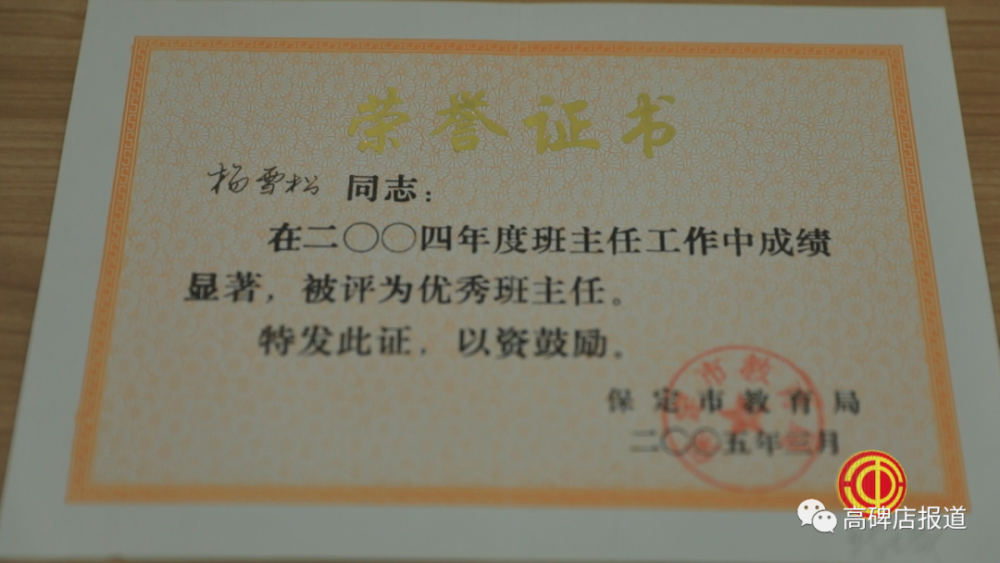 荣誉证书
杨雪松 同志：
在二〇〇四年度班主任工作中成绩
显著，被评为优秀班主任。
特发此证，以资鼓励。
保定市教育局
二〇〇五年三月
高碑店报道